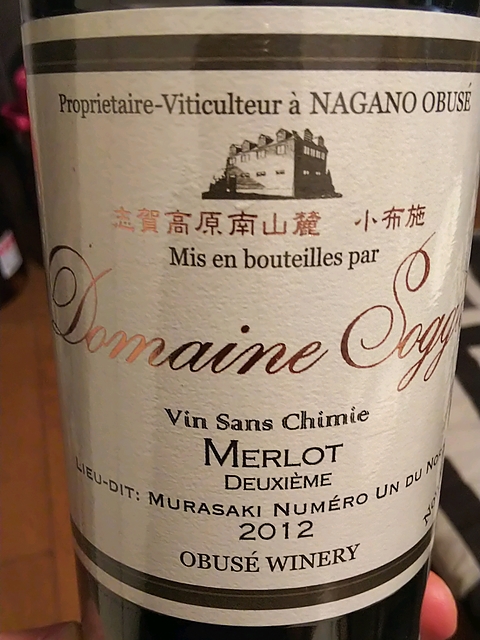 Proprietaire-Viticulteur à NAGANO OBUSÉ
志賀高原南山麓 小布施
Mis en bouteilles par
Domaine Sogg
Vin Sans Chimie
MERLOT
DEUXIÈME
LIEU-DIT: MURASAKI NUMÉRO UN DU NO
2012
OBUSÉ WINERY